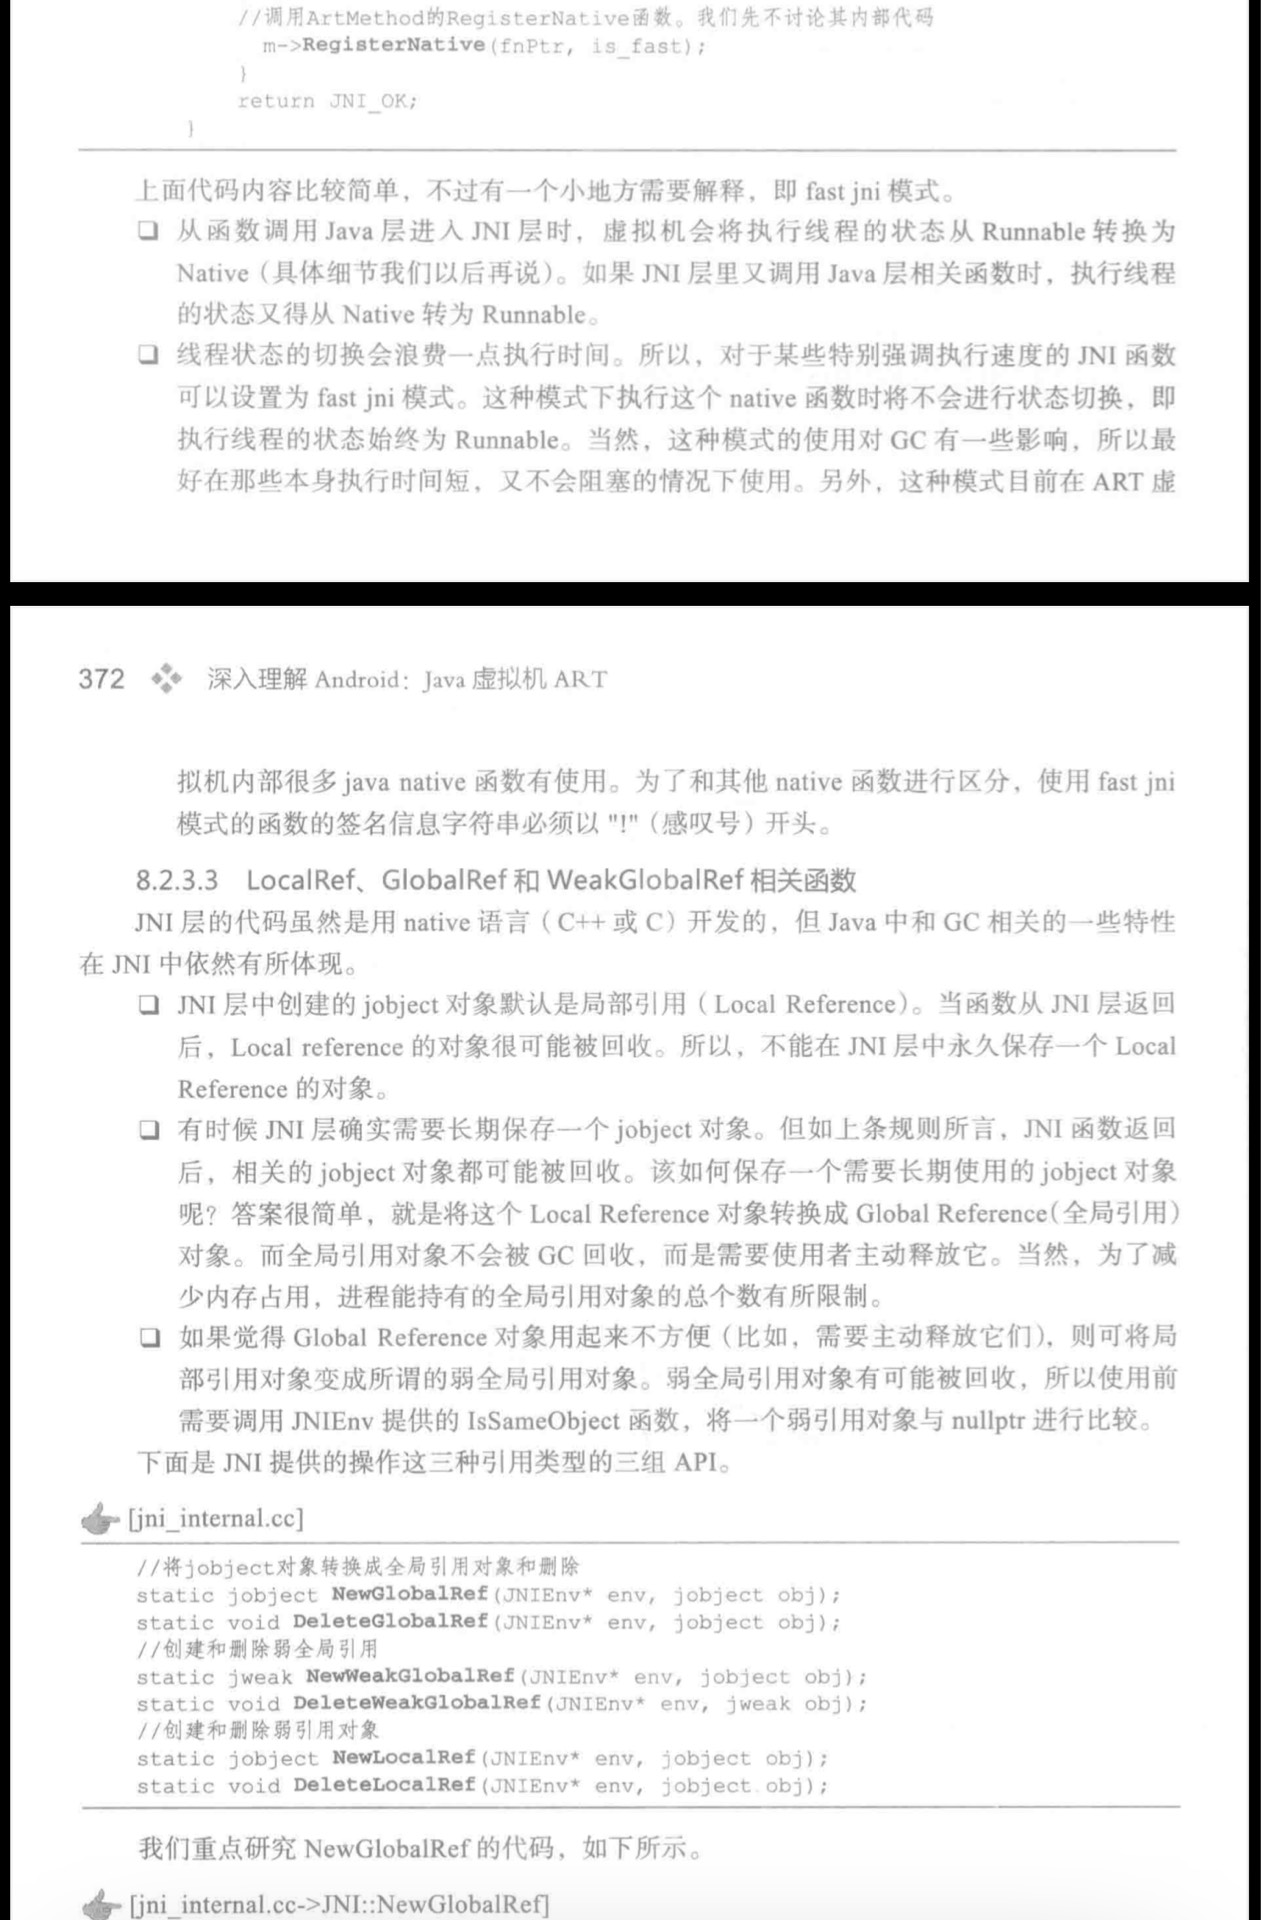 //调用ArtMethod的RegisterNative函数。我们先不讨论其内部代码
m->RegisterNative(fnPtr, is_fast);
}
return JNI_OK;
}
上面代码内容比较简单，不过有一个小地方需要解释，即 fast jni 模式。
❑ 从函数调用 Java 层进入 JNI 层时，虚拟机会将执行线程的状态从 Runnable 转换为
Native（具体细节我们以后再说）。如果 JNI 层里又调用 Java 层相关函数时，执行线程
的状态又得从 Native 转为 Runnable。
❑ 线程状态的切换会浪费一点执行时间。所以，对于某些特别强调执行速度的 JNI 函数
可以设置为 fast jni 模式。这种模式下执行这个 native 函数时将不会进行状态切换，即
执行线程的状态始终为 Runnable。当然，这种模式的使用对 GC 有一些影响，所以最
好在那些本身执行时间短，又不会阻塞的情况下使用。另外，这种模式目前在 ART 虚
372 深入理解 Android：Java 虚拟机 ART
拟机内部很多 java native 函数有使用。为了和其他 native 函数进行区分，使用 fast jni
模式的函数的签名信息字符串必须以 "!"（感叹号）开头。
8.2.3.3 LocalRef、GlobalRef 和 WeakGlobalRef 相关函数
JNI 层的代码虽然是用 native 语言（C++ 或 C）开发的，但 Java 中和 GC 相关的一些特性
在 JNI 中依然有所体现。
❑ JNI 层中创建的 jobject 对象默认是局部引用（Local Reference）。当函数从 JNI 层返回
后，Local reference 的对象很可能被回收。所以，不能在 JNI 层中永久保存一个 Local
Reference 的对象。
❑ 有时候 JNI 层确实需要长期保存一个 jobject 对象。但如上条规则所言，JNI 函数返回
后，相关的 jobject 对象都可能被回收。该如何保存一个需要长期使用的 jobject 对象
呢？答案很简单，就是将这个 Local Reference 对象转换成 Global Reference（全局引用）
对象。而全局引用对象不会被 GC 回收，而是需要使用者主动释放它。当然，为了减
少内存占用，进程能持有的全局引用对象的总个数有所限制。
❑ 如果觉得 Global Reference 对象用起来不方便（比如，需要主动释放它们），则可将局
部引用对象变成所谓的弱全局引用对象。弱全局引用对象有可能被回收，所以使用前
需要调用 JNIEnv 提供的 IsSameObject 函数，将一个弱引用对象与 nullptr 进行比较。
下面是 JNI 提供的操作这三种引用类型的三组 API。
[jni_internal.cc]
//将jobject对象转换成全局引用对象和删除
static jobject NewGlobalRef(JNIEnv* env, jobject obj);
static void DeleteGlobalRef(JNIEnv* env, jobject obj);
//创建和删除弱全局引用
static jweak NewWeakGlobalRef(JNIEnv* env, jobject obj);
static void DeleteWeakGlobalRef(JNIEnv* env, jweak obj);
//创建和删除弱引用对象
static jobject NewLocalRef(JNIEnv* env, jobject obj);
static void DeleteLocalRef(JNIEnv* env, jobject obj);
我们重点研究 NewGlobalRef 的代码，如下所示。
[jni_internal.cc->JNI::NewGlobalRef]